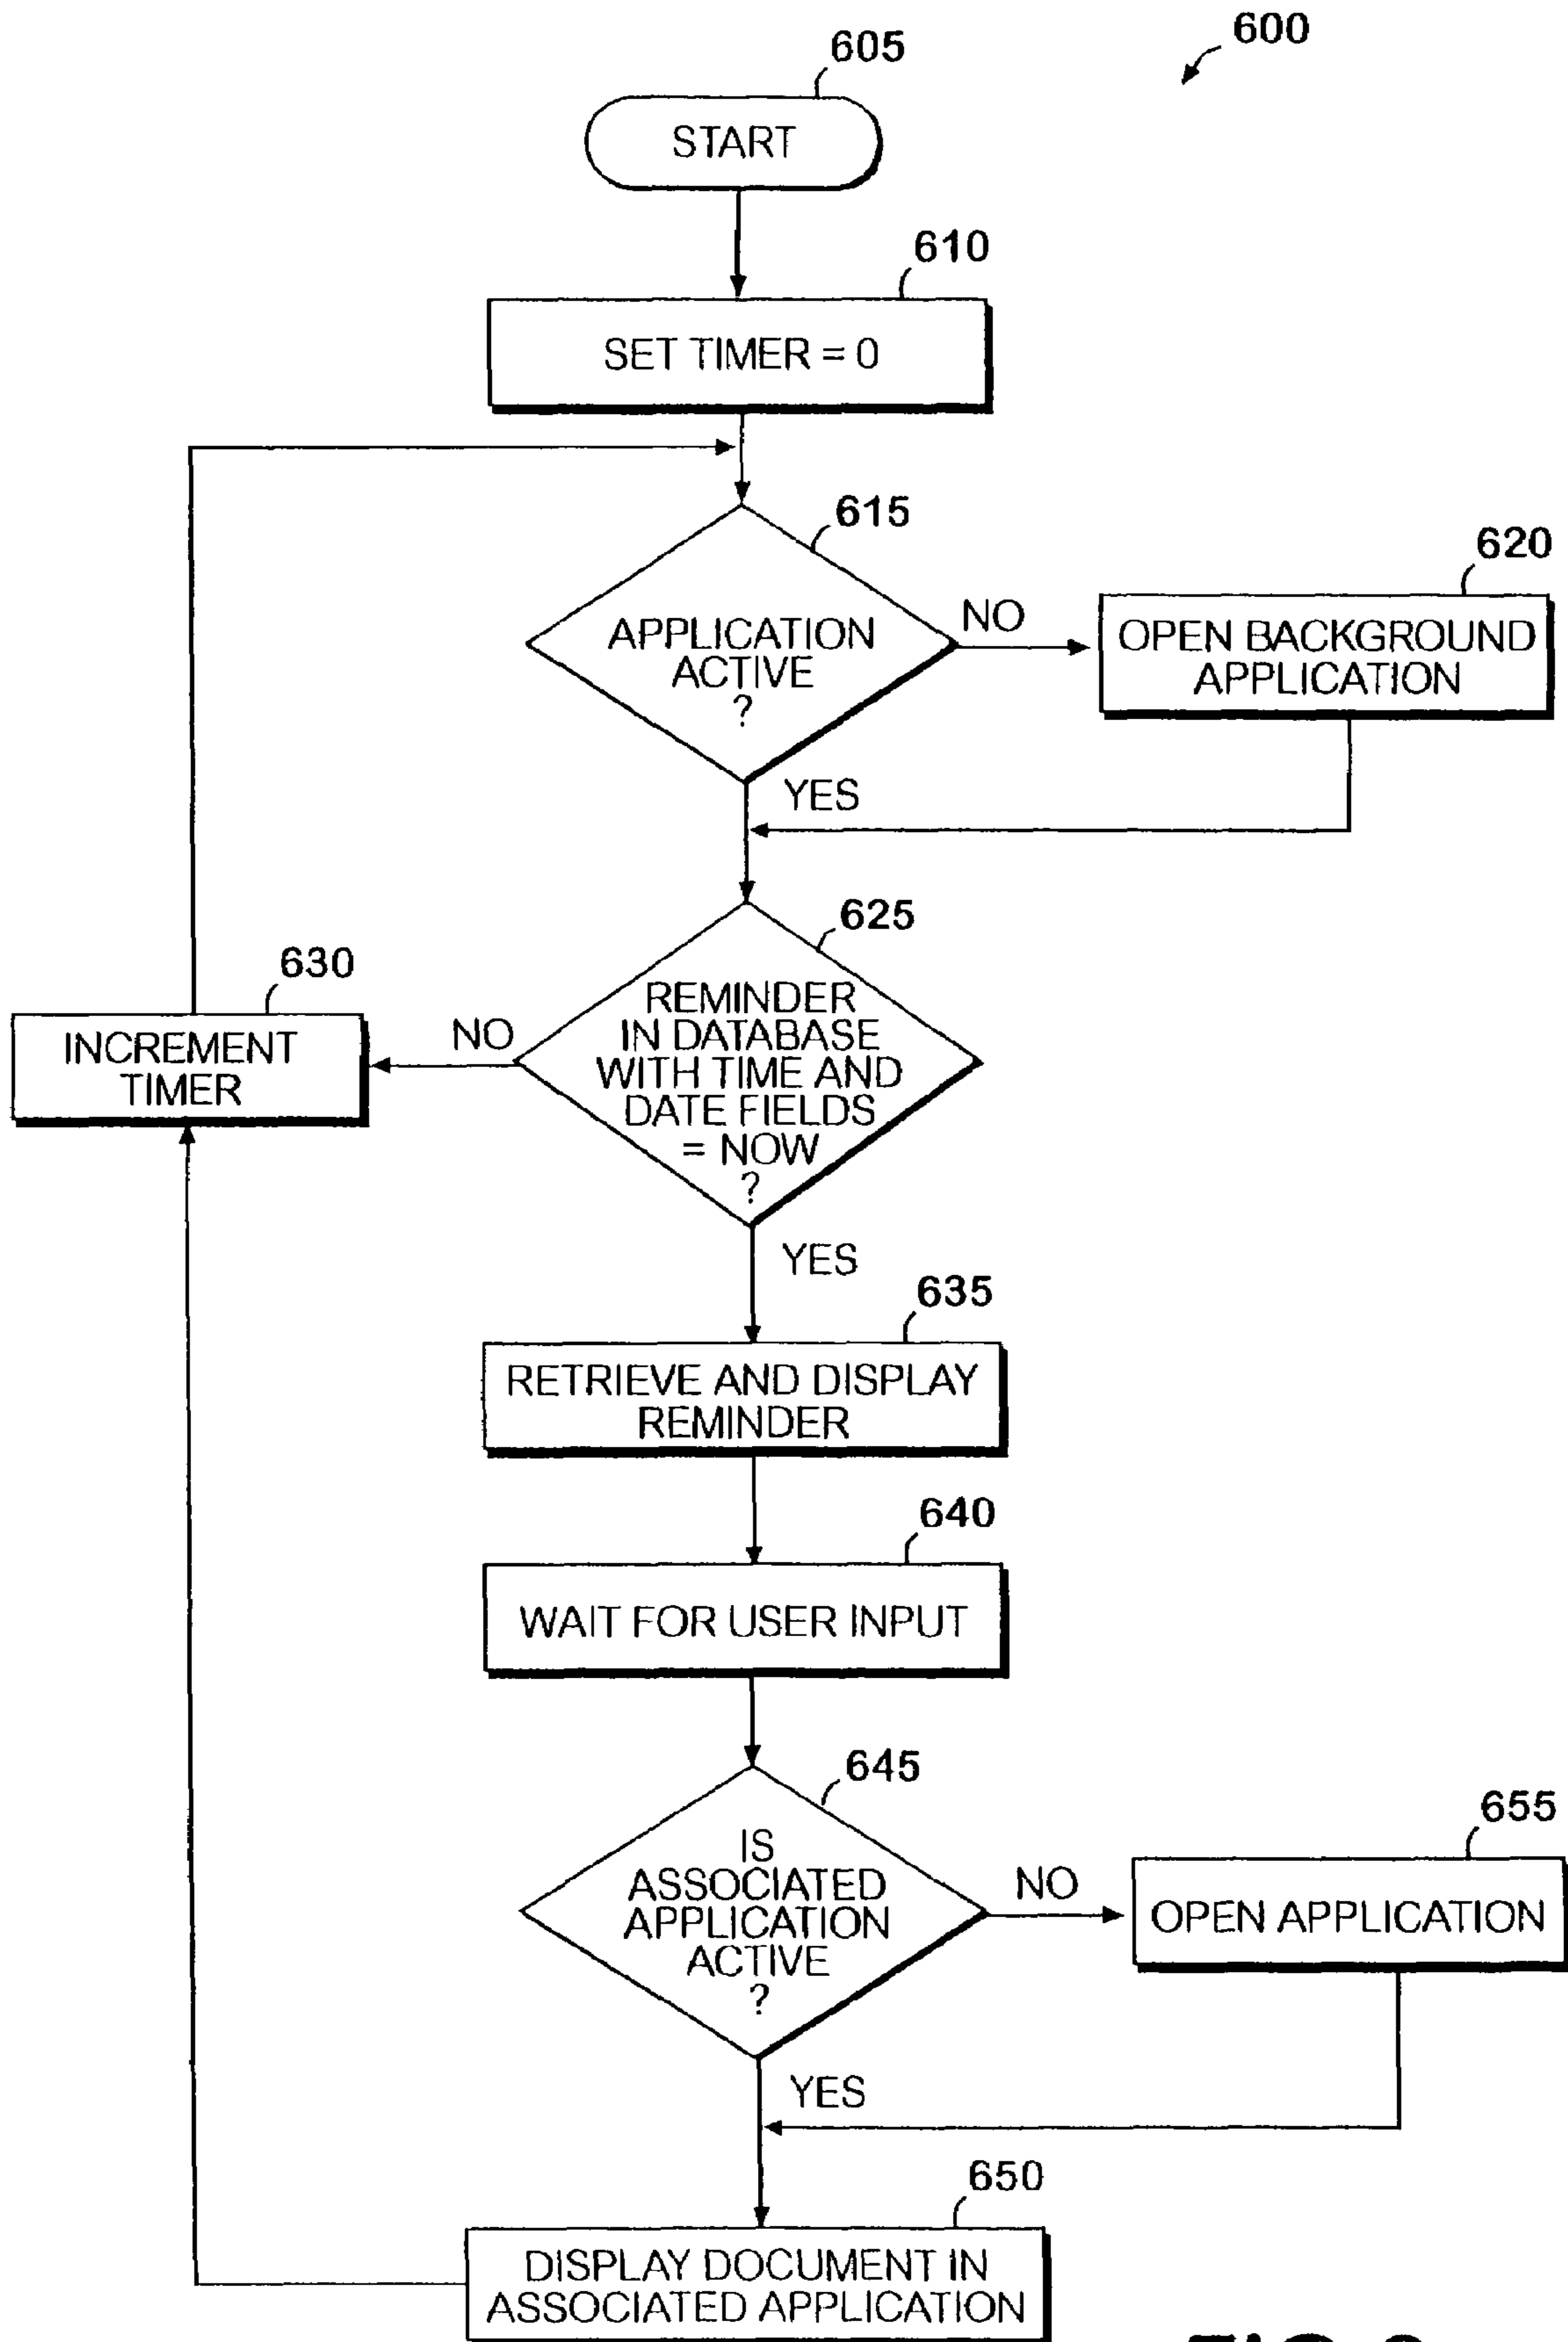 600
605
START
610
SET TIMER = 0
615
APPLICATION
ACTIVE
?
NO
620
OPEN BACKGROUND
APPLICATION
YES
625
REMINDER
IN DATABASE
WITH TIME AND
DATE FIELDS
= NOW
?
NO
630
INCREMENT
TIMER
YES
635
RETRIEVE AND DISPLAY
REMINDER
640
WAIT FOR USER INPUT
645
IS
ASSOCIATED
APPLICATION
ACTIVE
?
NO
655
OPEN APPLICATION
YES
650
DISPLAY DOCUMENT IN
ASSOCIATED APPLICATION